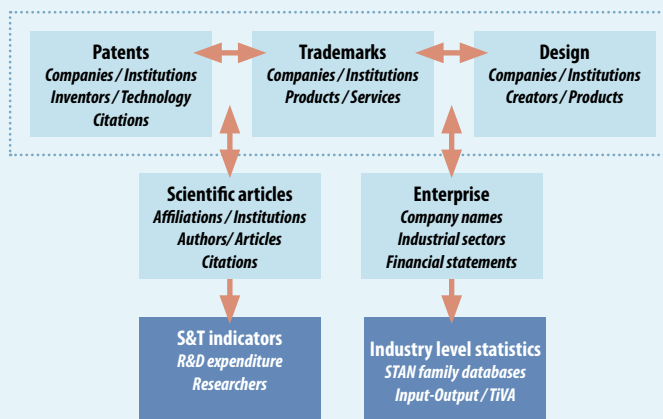 Patents
Companies / Institutions
Inventors / Technology
Citations
Trademarks
Companies / Institutions
Products / Services
Design
Companies / Institutions
Creators / Products
Scientific articles
Affiliations / Institutions
Authors/ Articles
Citations
Enterprise
Company names
Industrial sectors
Financial statements
S&T indicators
R&D expenditure
Researchers
Industry level statistics
STAN family databases
Input-Output / TiVA